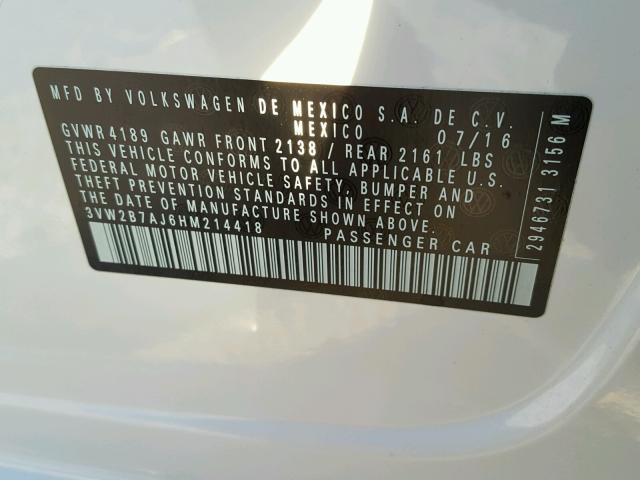 MFD BY VOLKSWAGEN DE MEXICO S.A. DE C.V.
MEXICO 07/16
GVWR 4189 GAWR FRONT 2138 / REAR 2161 LBS
THIS VEHICLE CONFORMS TO ALL APPLICABLE U.S.
FEDERAL MOTOR VEHICLE SAFETY, BUMPER AND
THEFT PREVENTION STANDARDS IN EFFECT ON
THE DATE OF MANUFACTURE SHOWN ABOVE.
3VW2B7AJ6HM214418 PASSENGER CAR
2946731 3156 M